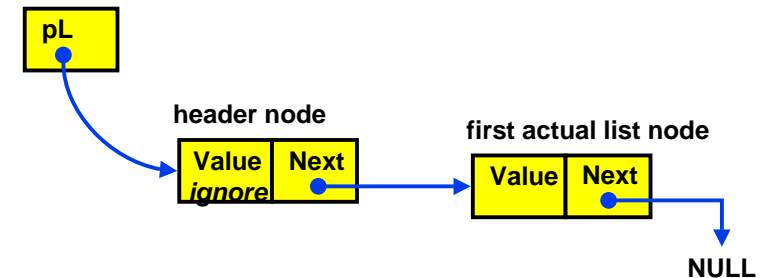 pL
header node
first actual list node
Value Next
ignore
Value Next
NULL